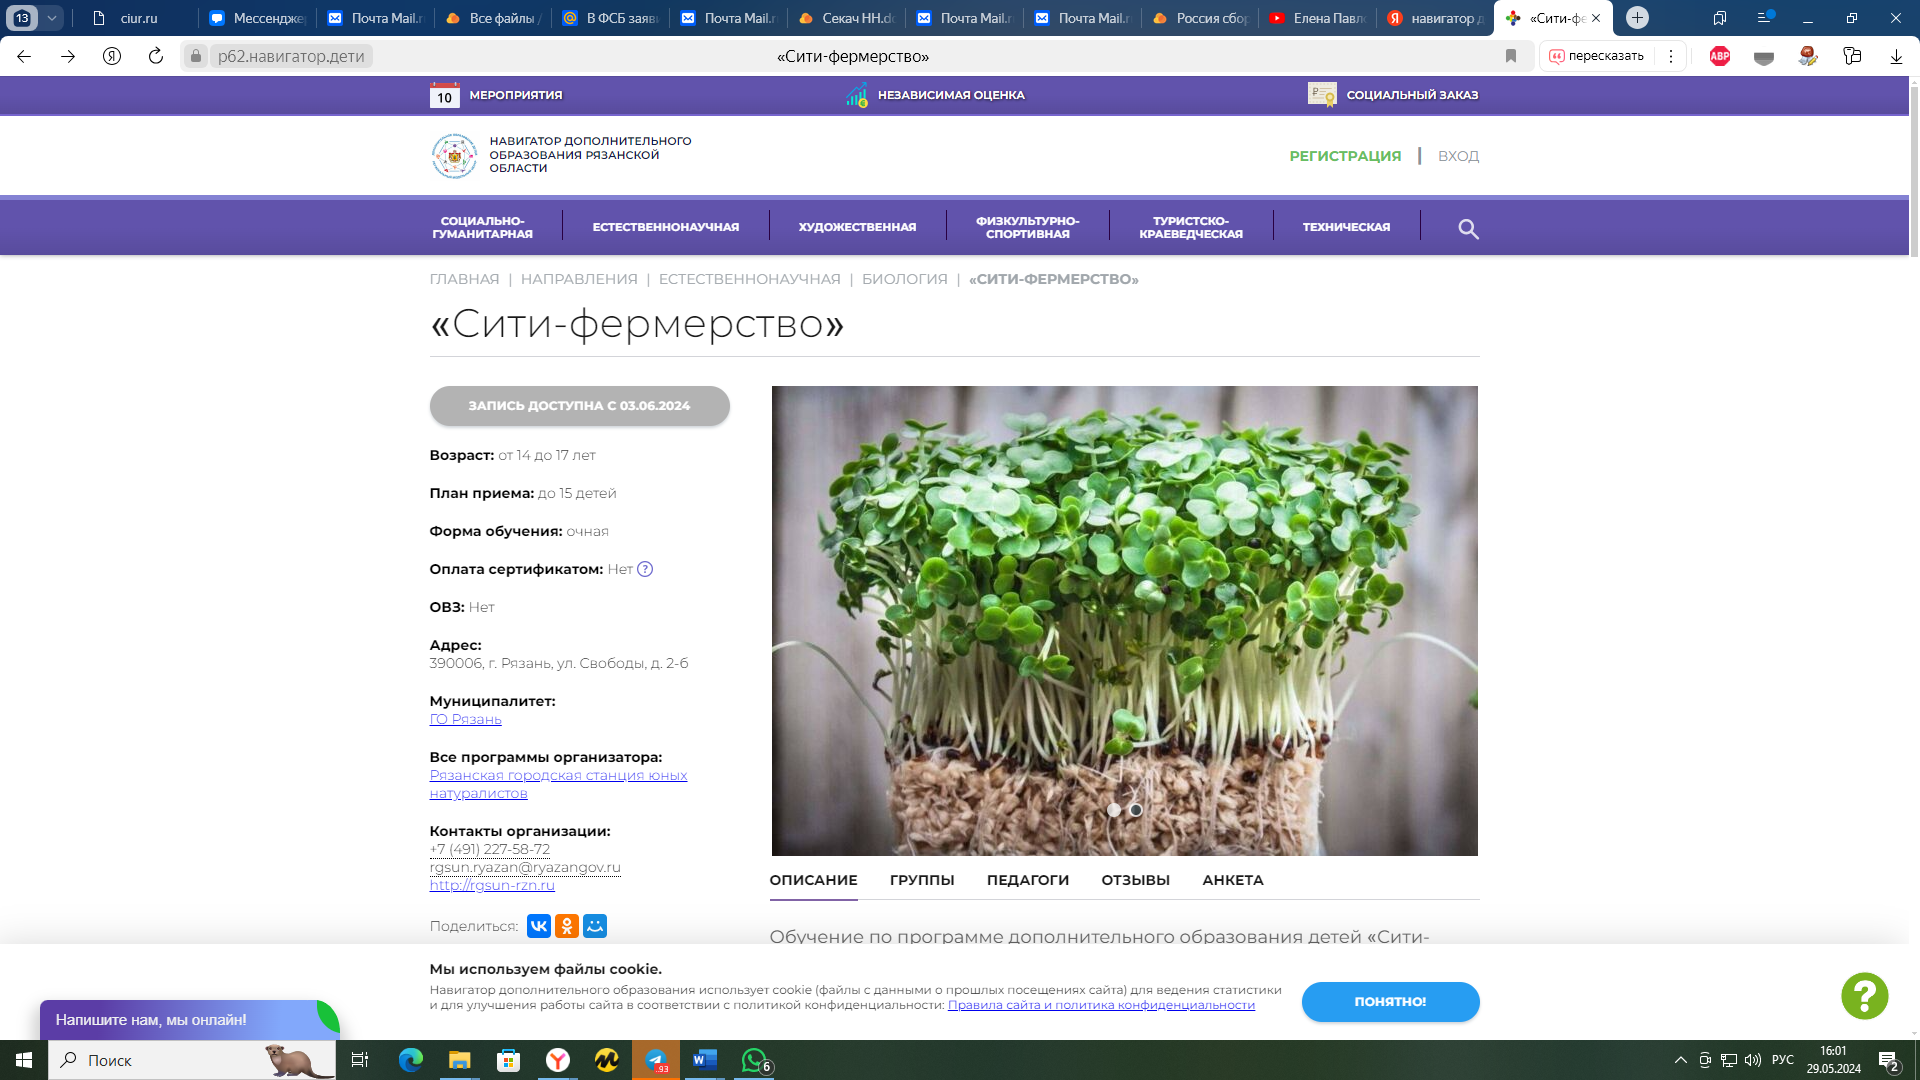 13
ciur.ru
Мессендже
Почта Mail.r
Все файлы /
В ФСБ заяви
Почта Mail.r
Секач НН.do
Почта Mail.r
Почта Mail.r
Россия сбор
Елена Павло
навигатор д
«Сити-фе
р62.навигатор.дети
«Сити-фермерство»
пересказать
ABP
10 МЕРОПРИЯТИЯ
НЕЗАВИСИМАЯ ОЦЕНКА
СОЦИАЛЬНЫЙ ЗАКАЗ
НАВИГАТОР ДОПОЛНИТЕЛЬНОГО
ОБРАЗОВАНИЯ РЯЗАНСКОЙ
ОБЛАСТИ
РЕГИСТРАЦИЯ | ВХОД
СОЦИАЛЬНО-
ГУМАНИТАРНАЯ
ЕСТЕСТВЕННОНАУЧНАЯ
ХУДОЖЕСТВЕННАЯ
ФИЗКУЛЬТУРНО-
СПОРТИВНАЯ
ТУРИСТСКО-
КРАЕВЕДЧЕСКАЯ
ТЕХНИЧЕСКАЯ
ГЛАВНАЯ | НАПРАВЛЕНИЯ | ЕСТЕСТВЕННОНАУЧНАЯ | БИОЛОГИЯ | «СИТИ-ФЕРМЕРСТВО»
«Сити-фермерство»
ЗАПИСЬ ДОСТУПНА С 03.06.2024
Возраст: от 14 до 17 лет
План приема: до 15 детей
Форма обучения: очная
Оплата сертификатом: Нет ?
ОВЗ: Нет
Адрес:
390006, г. Рязань, ул. Свободы, д. 2-б
Муниципалитет:
ГО Рязань
Все программы организатора:
Рязанская городская станция юных
натуралистов
Контакты организации:
+7 (491) 227-58-72
rgsun.ryazan@ryazangov.ru
http://rgsun-rzn.ru
Поделиться:
ОПИСАНИЕ ГРУППЫ ПЕДАГОГИ ОТЗЫВЫ АНКЕТА
Обучение по программе дополнительного образования детей «Сити-
Мы используем файлы cookie.
Навигатор дополнительного образования использует cookie (файлы с данными о прошлых посещениях сайта) для ведения статистики
и для улучшения работы сайта в соответствии с политикой конфиденциальности: Правила сайта и политика конфиденциальности
ПОНЯТНО!
?
Напишите нам, мы онлайн!
Поиск
93
6
РУС
16:01
29.05.2024
2